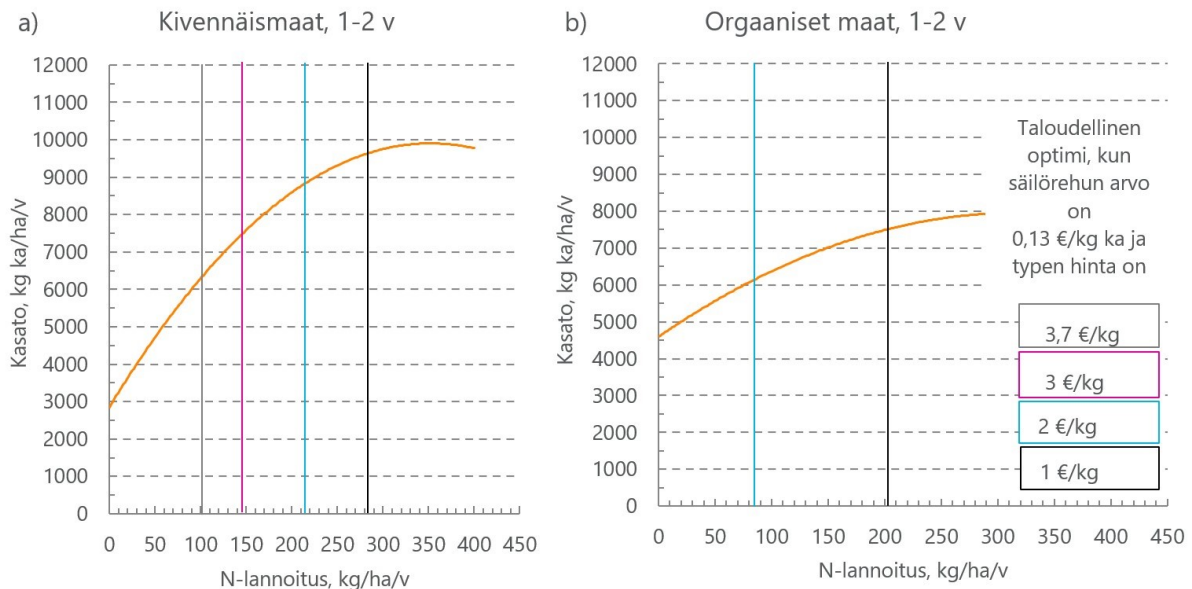 a) Kivennäismaat, 1-2 v
Kasato, kg ka/ha/v
12000
11000
10000
9000
8000
7000
6000
5000
4000
3000
2000
1000
0
0 50 100 150 200 250 300 350 400 450
N-lannoitus, kg/ha/v
b) Orgaaniset maat, 1-2 v
Kasato, kg ka/ha/v
12000
11000
10000
9000
8000
7000
6000
5000
4000
3000
2000
1000
0
0 50 100 150 200 250 300 350 400 450
N-lannoitus, kg/ha/v
Taloudellinen
optimi, kun
säilörehun arvo
on
0,13 €/kg ka ja
typen hinta on
3,7 €/kg
3 €/kg
2 €/kg
1 €/kg